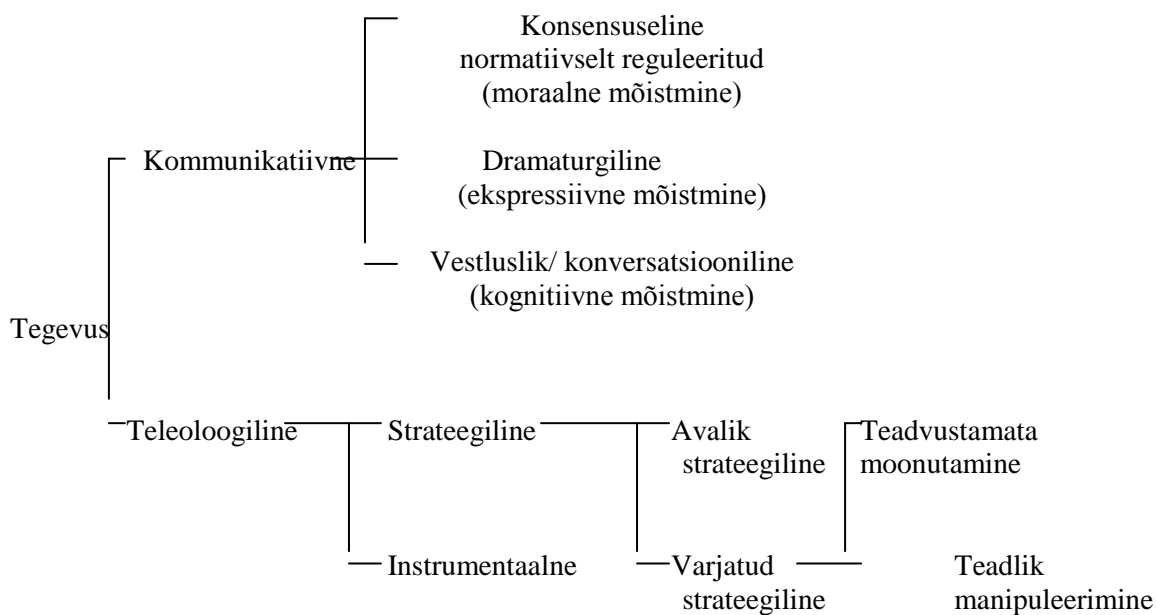 Konsensuseline
normatiivselt reguleeritud
(moraalne mõistmine)
Kommunikatiivne
Dramaturgiline
(ekspressiivne mõistmine)
Vestluslik/ konversatsiooniline
(kognitiivne mõistmine)
Tegevus
Teleoloogiline
Strateegiline
Avalik
strateegiline
Teadvustamata
moonutamine
Instrumentaalne
Varjatud
strateegiline
Teadlik
manipuleerimine